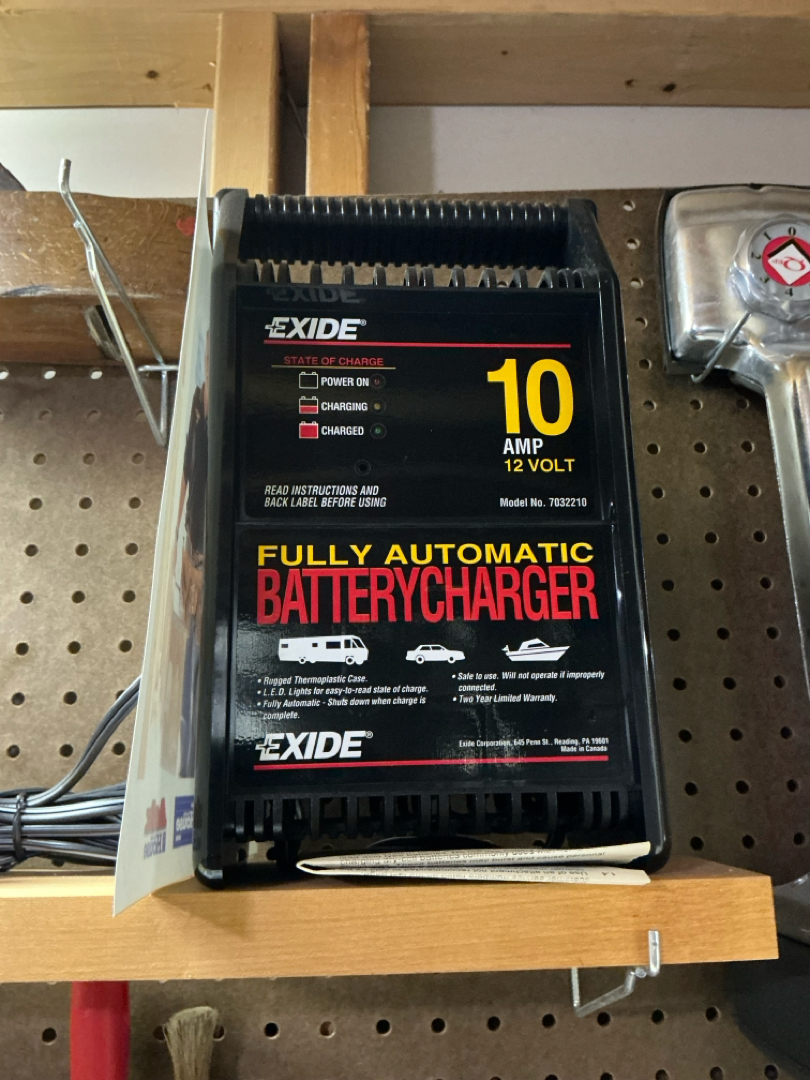 EXIDE®
STATE OF CHARGE
POWER ON
CHARGING
CHARGED
10
AMP
12 VOLT
READ INSTRUCTIONS AND
BACK LABEL BEFORE USING
Model No. 7032210
FULLY AUTOMATIC
BATTERYCHARGER
• Rugged Thermoplastic Case.
• L.E.D. Lights for easy-to-read state of charge.
• Fully Automatic - Shuts down when charge is
complete.
• Safe to use. Will not operate if improperly
connected.
• Two Year Limited Warranty.
EXIDE®
Exide Corporation, 645 Penn St., Reading, PA 19601
Made in Canada